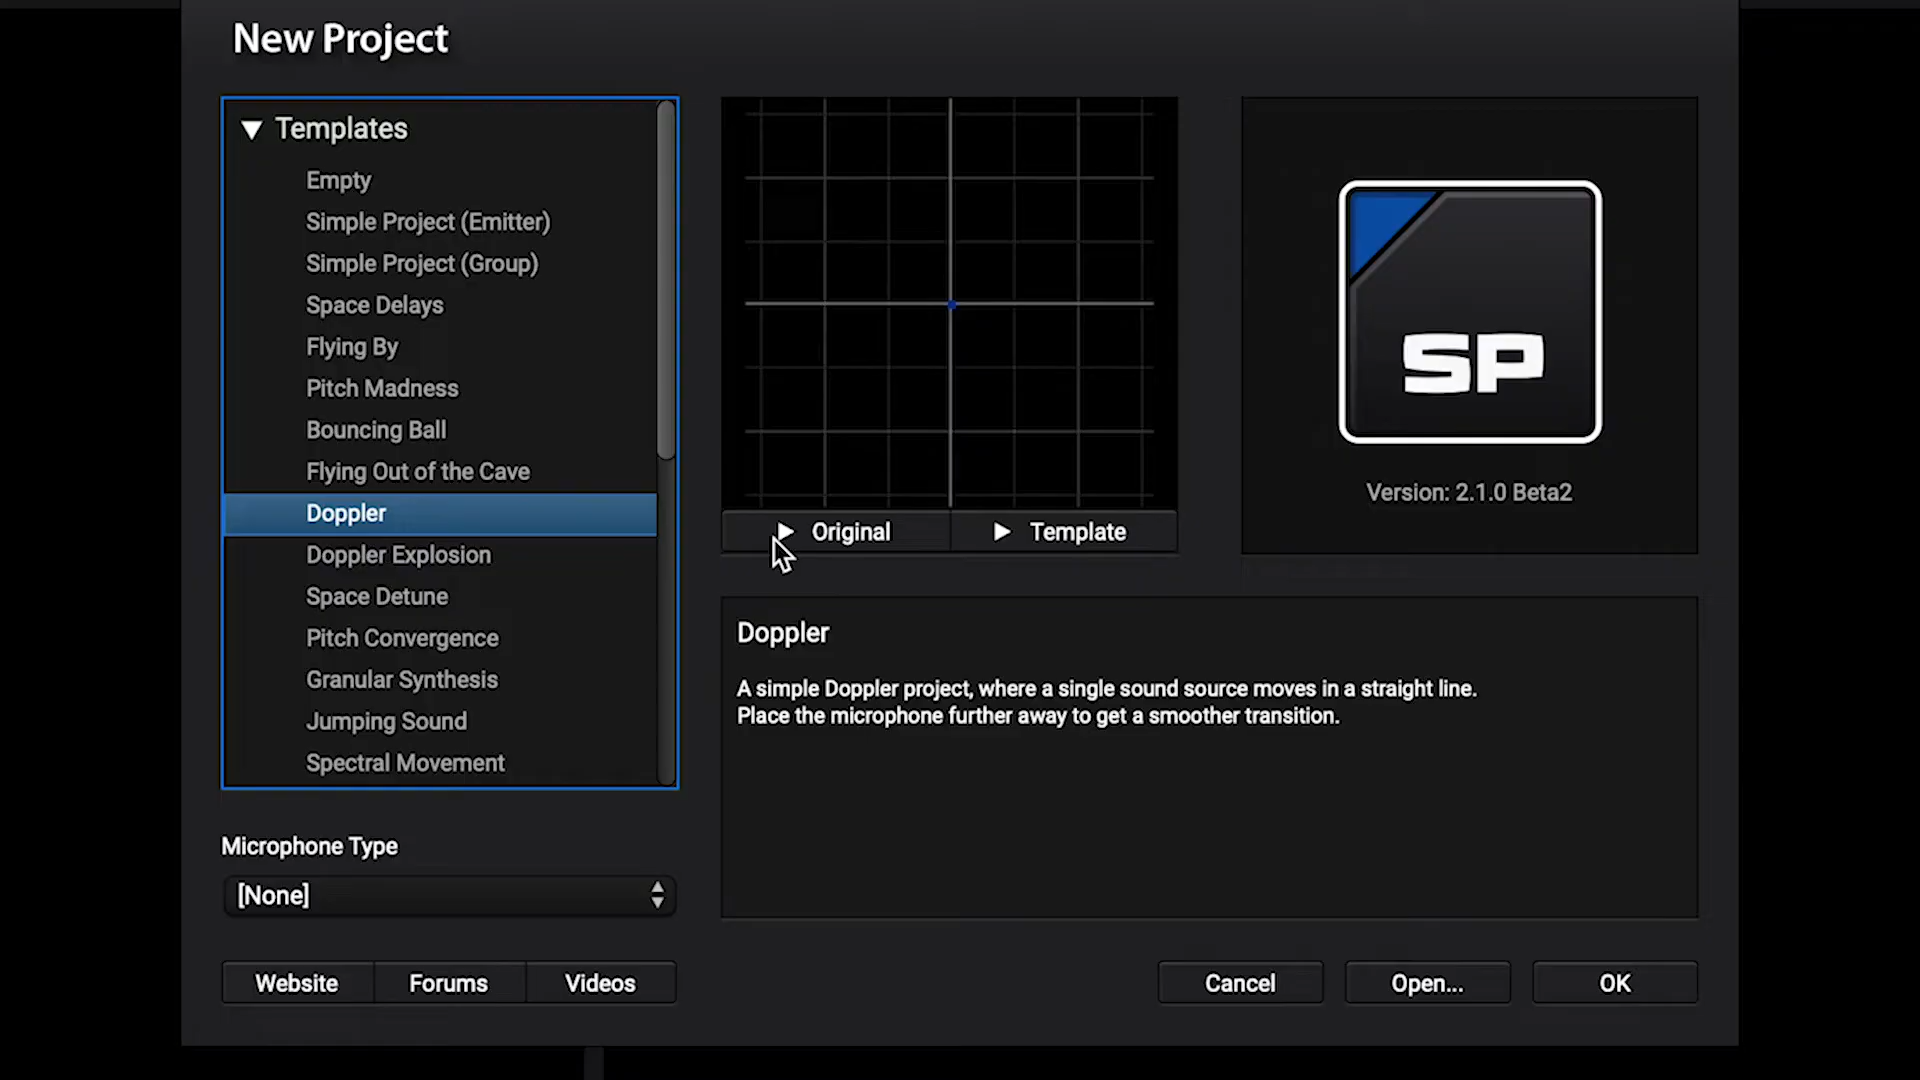 New Project
Templates
Empty
Simple Project (Emitter)
Simple Project (Group)
Space Delays
Flying By
Pitch Madness
Bouncing Ball
Flying Out of the Cave
Doppler
Doppler Explosion
Space Detune
Pitch Convergence
Granular Synthesis
Jumping Sound
Spectral Movement
Microphone Type
[None]
Website
Forums
Videos
Original
Template
SP
Version: 2.1.0 Beta2
Doppler
A simple Doppler project, where a single sound source moves in a straight line.
Place the microphone further away to get a smoother transition.
Cancel
Open...
OK